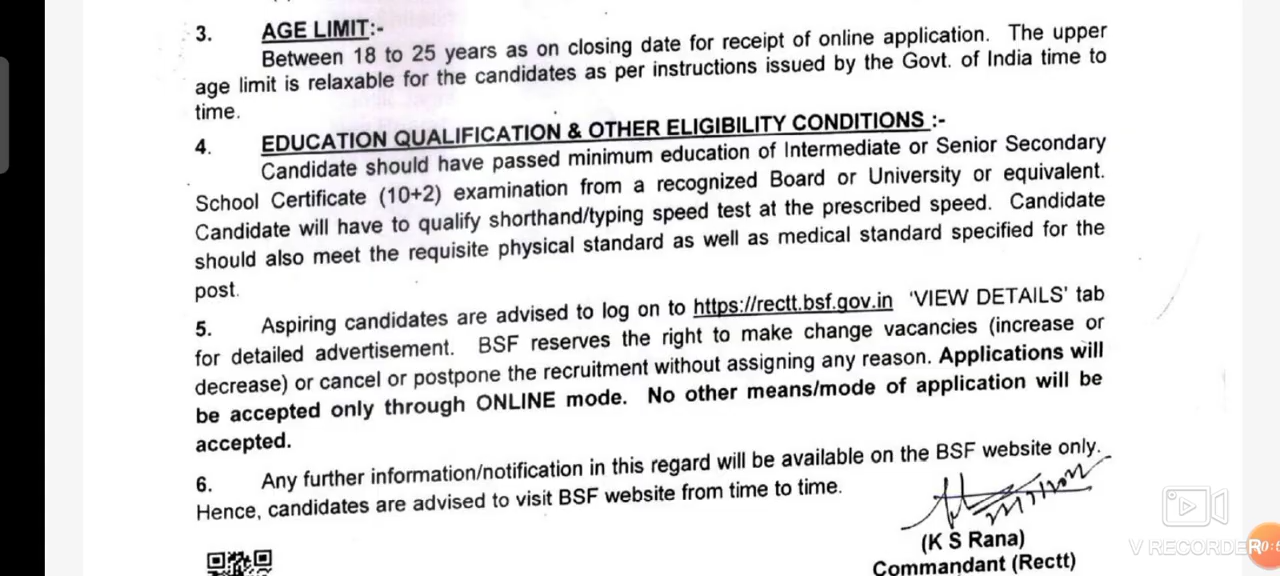 3. AGE LIMIT:-
Between 18 to 25 years as on closing date for receipt of online application. The upper
age limit is relaxable for the candidates as per instructions issued by the Govt. of India time to
time.
4. EDUCATION QUALIFICATION & OTHER ELIGIBILITY CONDITIONS :-
Candidate should have passed minimum education of Intermediate or Senior Secondary
School Certificate (10+2) examination from a recognized Board or University or equivalent.
Candidate will have to qualify shorthand/typing speed test at the prescribed speed. Candidate
should also meet the requisite physical standard as well as medical standard specified for the
post.
5. Aspiring candidates are advised to log on to https://rectt.bsf.gov.in 'VIEW DETAILS' tab
for detailed advertisement. BSF reserves the right to make change vacancies (increase or
decrease) or cancel or postpone the recruitment without assigning any reason. Applications will
be accepted only through ONLINE mode. No other means/mode of application will be
accepted.
6. Any further information/notification in this regard will be available on the BSF website only.
Hence, candidates are advised to visit BSF website from time to time.
(K S Rana)
Commandant (Rectt)
V RECORDER